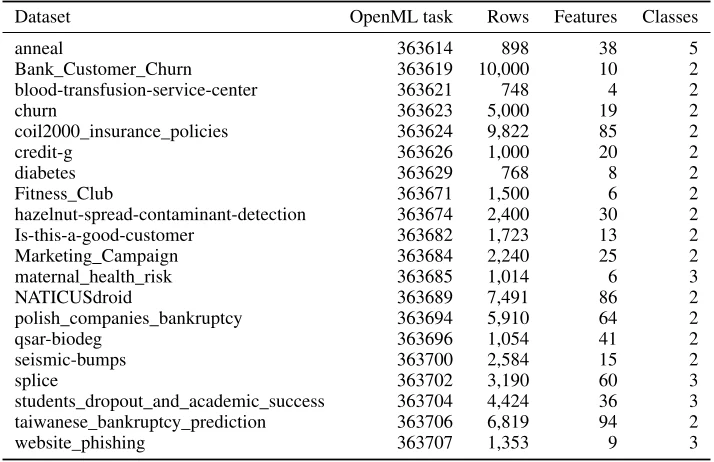 Dataset OpenML task Rows Features Classes
anneal 363614 898 38 5
Bank_Customer_Churn 363619 10,000 10 2
blood-transfusion-service-center 363621 748 4 2
churn 363623 5,000 19 2
coil2000_insurance_policies 363624 9,822 85 2
credit-g 363626 1,000 20 2
diabetes 363629 768 8 2
Fitness_Club 363671 1,500 6 2
hazelnut-spread-contaminant-detection 363674 2,400 30 2
Is-this-a-good-customer 363682 1,723 13 2
Marketing_Campaign 363684 2,240 25 2
maternal_health_risk 363685 1,014 6 3
NATICUSdroid 363689 7,491 86 2
polish_companies_bankruptcy 363694 5,910 64 2
qsar-biodeg 363696 1,054 41 2
seismic-bumps 363700 2,584 15 2
splice 363702 3,190 60 3
students_dropout_and_academic_success 363704 4,424 36 3
taiwanese_bankruptcy_prediction 363706 6,819 94 2
website_phishing 363707 1,353 9 3